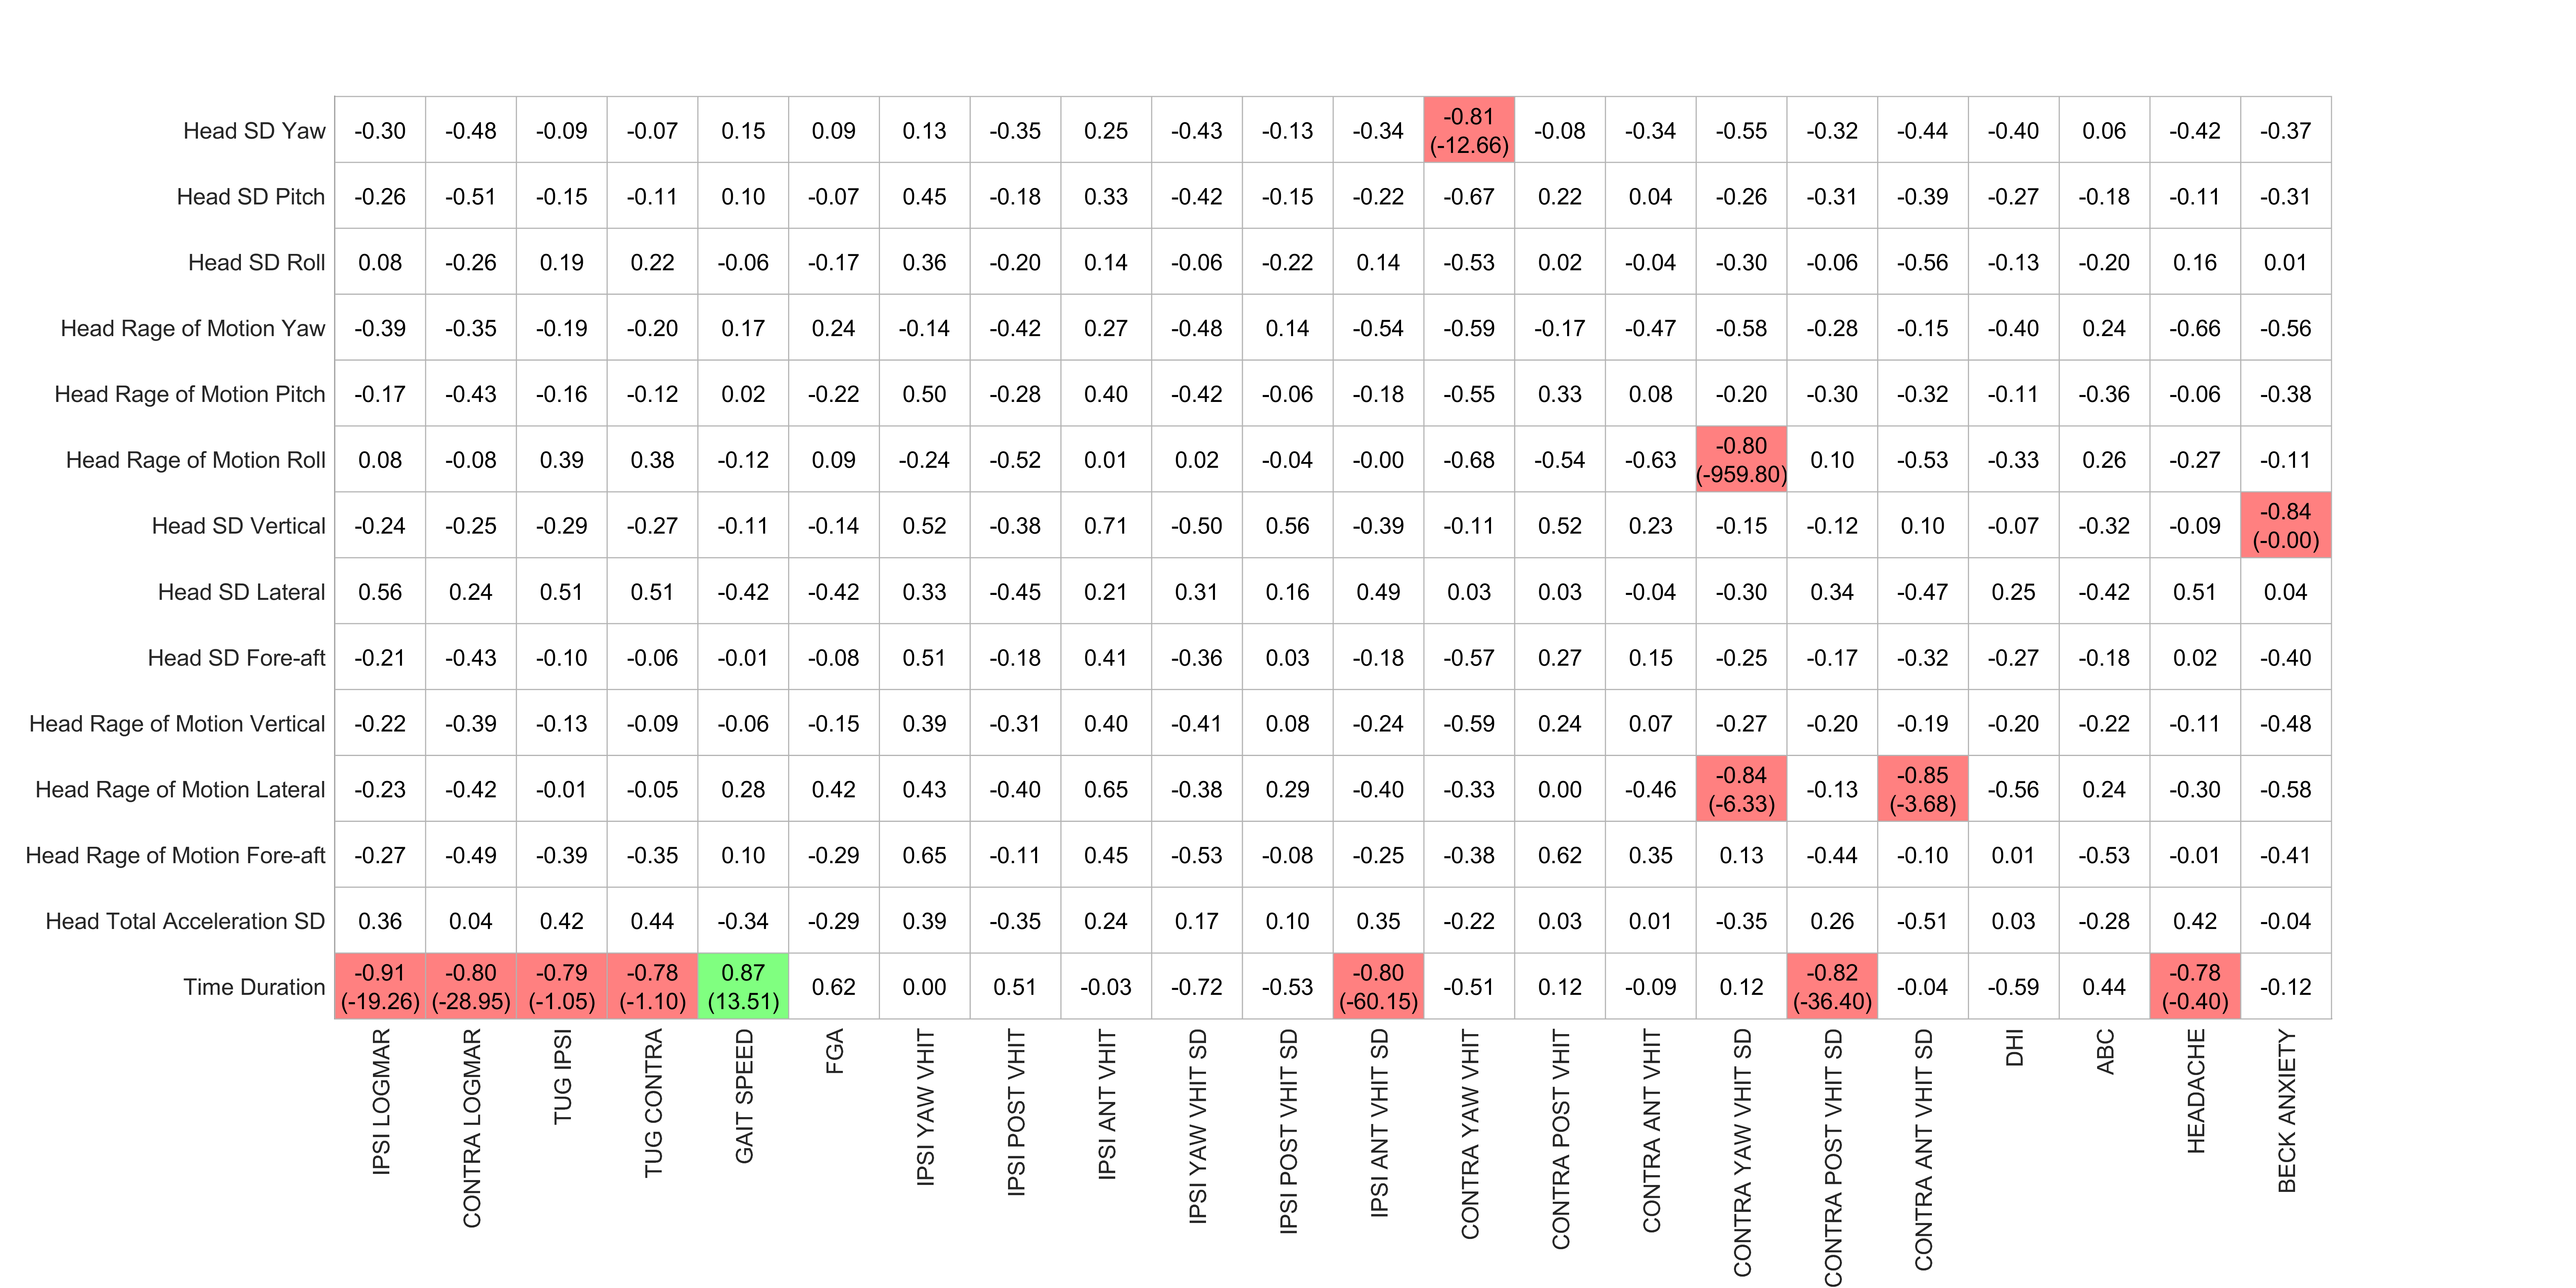 Head SD Yaw -0.30 -0.48 -0.09 -0.07 0.15 0.09 0.13 -0.35 0.25 -0.43 -0.13 -0.34 -0.81 (-12.66) -0.08 -0.34 -0.55 -0.32 -0.44 -0.40 0.06 -0.42 -0.37
Head SD Pitch -0.26 -0.51 -0.15 -0.11 0.10 -0.07 0.45 -0.18 0.33 -0.42 -0.15 -0.22 -0.67 0.22 0.04 -0.26 -0.31 -0.39 -0.27 -0.18 -0.11 -0.31
Head SD Roll 0.08 -0.26 0.19 0.22 -0.06 -0.17 0.36 -0.20 0.14 -0.06 -0.22 0.14 -0.53 0.02 -0.04 -0.30 -0.06 -0.56 -0.13 -0.20 0.16 0.01
Head Rage of Motion Yaw -0.39 -0.35 -0.19 -0.20 0.17 0.24 -0.14 -0.42 0.27 -0.48 0.14 -0.54 -0.59 -0.17 -0.47 -0.58 -0.28 -0.15 -0.40 0.24 -0.66 -0.56
Head Rage of Motion Pitch -0.17 -0.43 -0.16 -0.12 0.02 -0.22 0.50 -0.28 0.40 -0.42 -0.06 -0.18 -0.55 0.33 0.08 -0.20 -0.30 -0.32 -0.11 -0.36 -0.06 -0.38
Head Rage of Motion Roll 0.08 -0.08 0.39 0.38 -0.12 0.09 -0.24 -0.52 0.01 0.02 -0.04 -0.00 -0.68 -0.54 -0.63 -0.80 (-959.80) 0.10 -0.53 -0.33 0.26 -0.27 -0.11
Head SD Vertical -0.24 -0.25 -0.29 -0.27 -0.11 -0.14 0.52 -0.38 0.71 -0.50 0.56 -0.39 -0.11 0.52 0.23 -0.15 -0.12 0.10 -0.07 -0.32 -0.09 -0.84 (-0.00)
Head SD Lateral 0.56 0.24 0.51 0.51 -0.42 -0.42 0.33 -0.45 0.21 0.31 0.16 0.49 0.03 0.03 -0.04 -0.30 0.34 -0.47 0.25 -0.42 0.51 0.04
Head SD Fore-aft -0.21 -0.43 -0.10 -0.06 -0.01 -0.08 0.51 -0.18 0.41 -0.36 0.03 -0.18 -0.57 0.27 0.15 -0.25 -0.17 -0.32 -0.27 -0.18 0.02 -0.40
Head Rage of Motion Vertical -0.22 -0.39 -0.13 -0.09 -0.06 -0.15 0.39 -0.31 0.40 -0.41 0.08 -0.24 -0.59 0.24 0.07 -0.27 -0.20 -0.19 -0.20 -0.22 -0.11 -0.48
Head Rage of Motion Lateral -0.23 -0.42 -0.01 -0.05 0.28 0.42 0.43 -0.40 0.65 -0.38 0.29 -0.40 -0.33 0.00 -0.46 -0.84 (-6.33) -0.13 -0.85 (-3.68) -0.56 0.24 -0.30 -0.58
Head Rage of Motion Fore-aft -0.27 -0.49 -0.39 -0.35 0.10 -0.29 0.65 -0.11 0.45 -0.53 -0.08 -0.25 -0.38 0.62 0.35 0.13 -0.44 -0.10 0.01 -0.53 -0.01 -0.41
Head Total Acceleration SD 0.36 0.04 0.42 0.44 -0.34 -0.29 0.39 -0.35 0.24 0.17 0.10 0.35 -0.22 0.03 0.01 -0.35 0.26 -0.51 0.03 -0.28 0.42 -0.04
Time Duration -0.91 (-19.26) -0.80 (-28.95) -0.79 (-1.05) -0.78 (-1.10) 0.87 (13.51) 0.62 0.00 0.51 -0.03 -0.72 -0.53 -0.80 (-60.15) -0.51 0.12 -0.09 0.12 -0.82 (-36.40) -0.04 -0.59 0.44 -0.78 (-0.40) -0.12
IPSI LOGMAR
CONTRA LOGMAR
TUG IPSI
TUG CONTRA
GAIT SPEED
FGA
IPSI YAW VHIT
IPSI POST VHIT
IPSI ANT VHIT
IPSI YAW VHIT SD
IPSI POST VHIT SD
IPSI ANT VHIT SD
CONTRA YAW VHIT
CONTRA POST VHIT
CONTRA ANT VHIT
CONTRA YAW VHIT SD
CONTRA POST VHIT SD
CONTRA ANT VHIT SD
DHI
ABC
HEADACHE
BECK ANXIETY